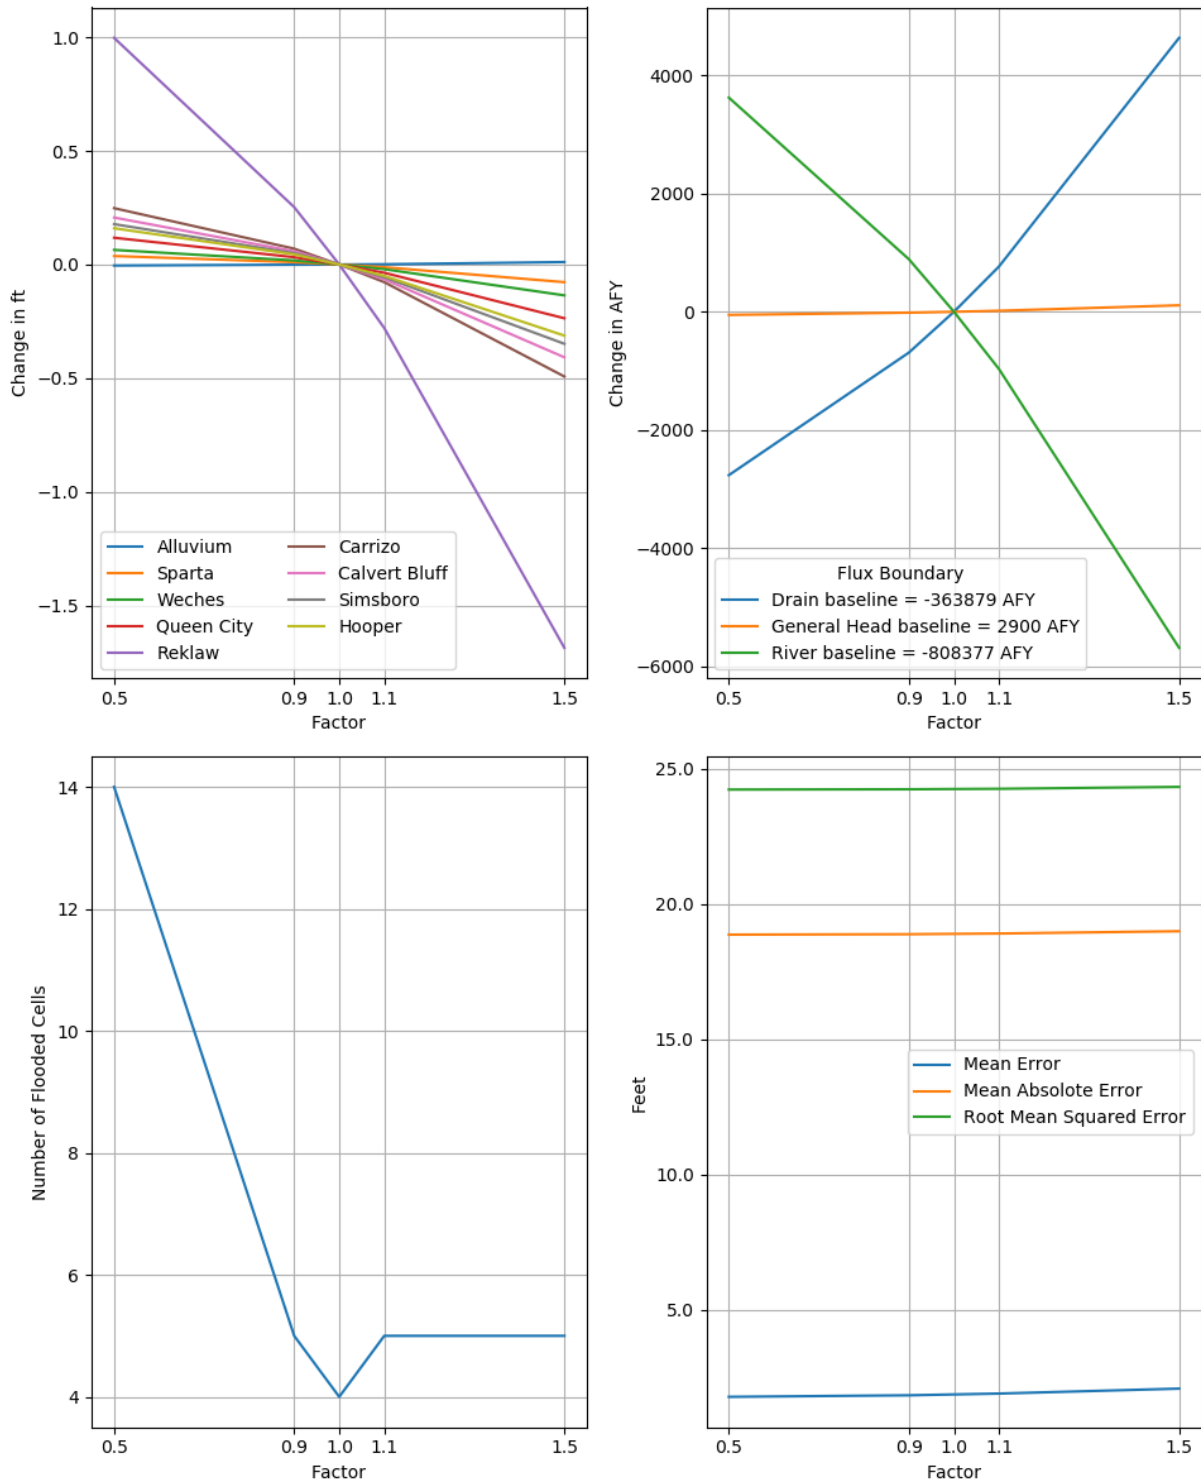 1.0
0.5
0.0
−0.5
−1.0
−1.5
Change in ft
Alluvium
Sparta
Weches
Queen City
Reklaw
Carrizo
Calvert Bluff
Simsboro
Hooper
0.5 0.9 1.0 1.1 1.5
Factor
4000
2000
0
−2000
−4000
−6000
Change in AFY
Flux Boundary
Drain baseline = -363879 AFY
General Head baseline = 2900 AFY
River baseline = -808377 AFY
0.5 0.9 1.0 1.1 1.5
Factor
14
12
10
8
6
4
Number of Flooded Cells
0.5 0.9 1.0 1.1 1.5
Factor
25.0
20.0
15.0
10.0
5.0
Feet
Mean Error
Mean Absolote Error
Root Mean Squared Error
0.5 0.9 1.0 1.1 1.5
Factor